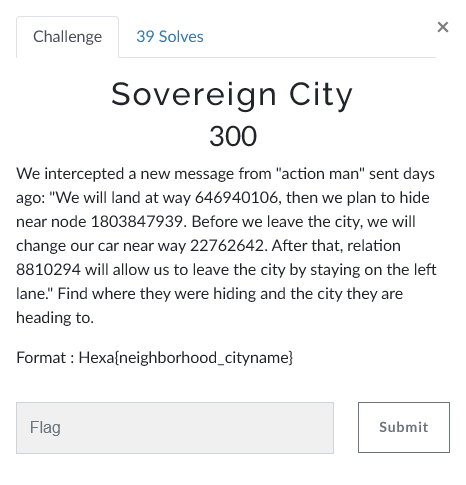 Challenge 39 Solves ×
Sovereign City
300
We intercepted a new message from "action man" sent days
ago: "We will land at way 646940106, then we plan to hide
near node 1803847939. Before we leave the city, we will
change our car near way 22762642. After that, relation
8810294 will allow us to leave the city by staying on the left
lane." Find where they were hiding and the city they are
heading to.
Format : Hexa{neighborhood_cityname}
Flag Submit